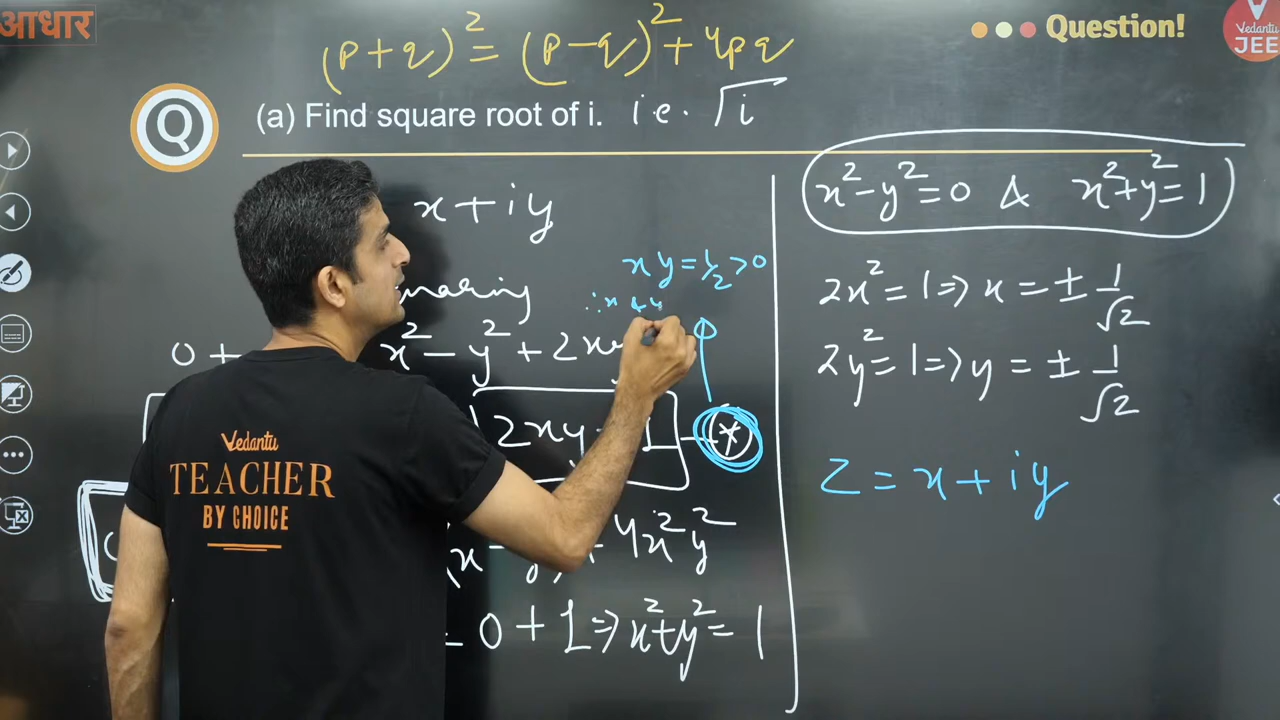 आधार
Question!
Vedantu
JEE
(p+q)² = (p-q)² + 4pq
(a) Find square root of i. i.e. √i
Q
x+iy
making
x² - y² + 2x
0 +
2xy
1
4x²y²
0 + 1 ⇒ x²+y² = 1
xy = 1/2 > 0
∴ x & y
*
x²-y²=0 & x²+y²=1
2x² = 1 ⇒ x = ± 1/√2
2y² = 1 ⇒ y = ± 1/√2
z = x + iy
Vedantu
TEACHER
BY CHOICE